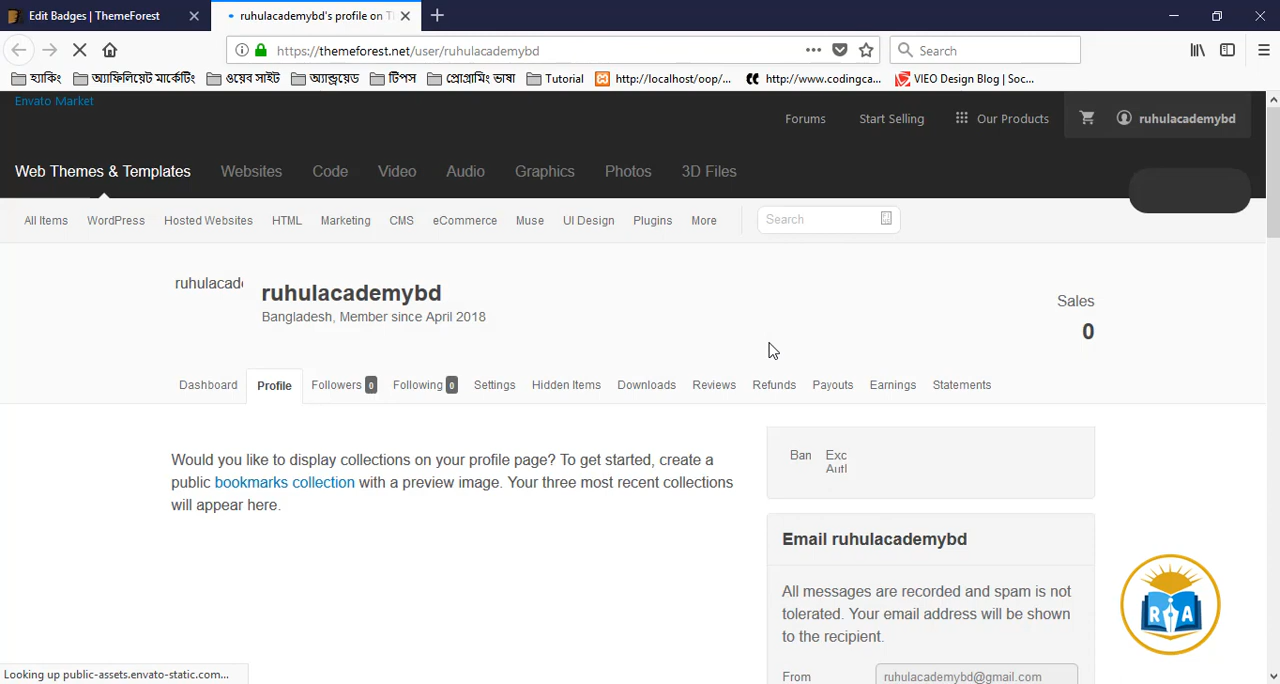 Edit Badges | ThemeForest
ruhulacademybd's profile on T
https://themeforest.net/user/ruhulacademybd
Search
হ্যাকিং
অ্যাফিলিয়েট মার্কেটিং
ওয়েব সাইট
অ্যান্ড্রয়েড
টিপস
প্রোগ্রামিং ভাষা
Tutorial
http://localhost/oop/...
http://www.codingca...
VIEO Design Blog | Soc...
Envato Market
Forums
Start Selling
Our Products
ruhulacademybd
Web Themes & Templates
Websites
Code
Video
Audio
Graphics
Photos
3D Files
All Items
WordPress
Hosted Websites
HTML
Marketing
CMS
eCommerce
Muse
UI Design
Plugins
More
Search
ruhulacad
ruhulacademybd
Bangladesh, Member since April 2018
Sales
0
Dashboard
Profile
Followers 0
Following 0
Settings
Hidden Items
Downloads
Reviews
Refunds
Payouts
Earnings
Statements
Would you like to display collections on your profile page? To get started, create a
public bookmarks collection with a preview image. Your three most recent collections
will appear here.
Ban
Exc
Autl
Email ruhulacademybd
All messages are recorded and spam is not
tolerated. Your email address will be shown
to the recipient.
From
ruhulacademybd@gmail.com
R A
Looking up public-assets.envato-static.com...